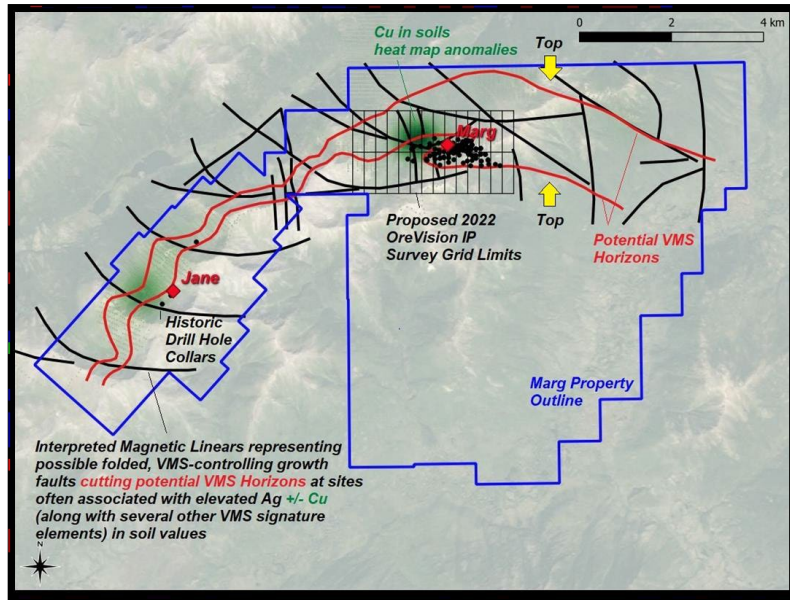 0 2 4 km
Cu in soils
heat map anomalies
Top
Marg
Top
Proposed 2022
OreVision IP
Survey Grid Limits
Potential VMS
Horizons
Jane
Historic
Drill Hole
Collars
Marg Property
Outline
Interpreted Magnetic Linears representing
possible folded, VMS-controlling growth
faults cutting potential VMS Horizons at sites
often associated with elevated Ag +/- Cu
(along with several other VMS signature
elements) in soil values
N